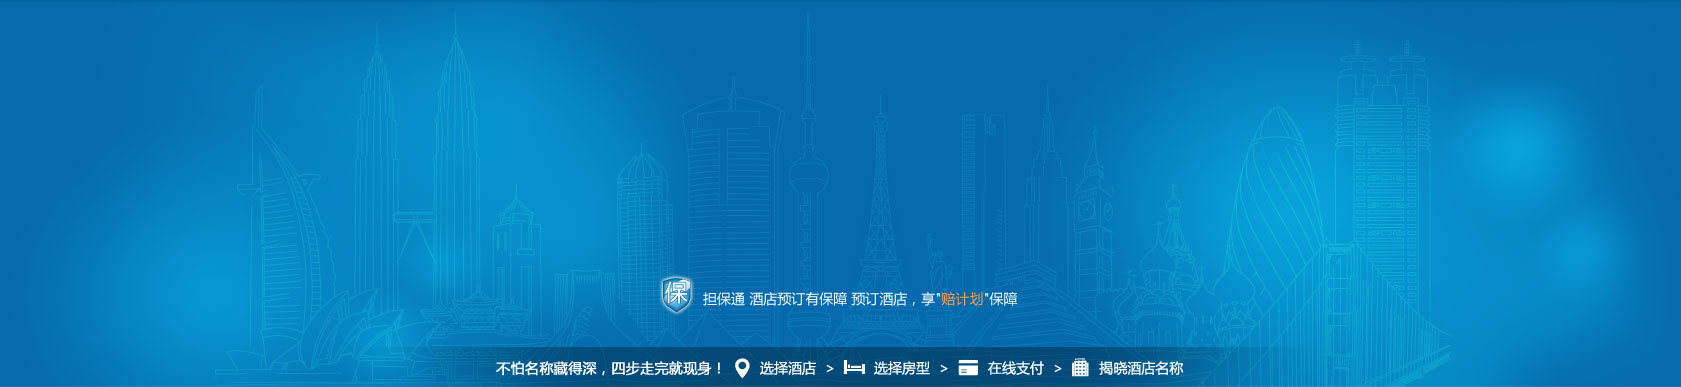 保 担保通 酒店预订有保障 预订酒店，享"赔计划"保障
不怕名称藏得深，四步走完就现身！ 选择酒店 > 选择房型 > 在线支付 > 揭晓酒店名称